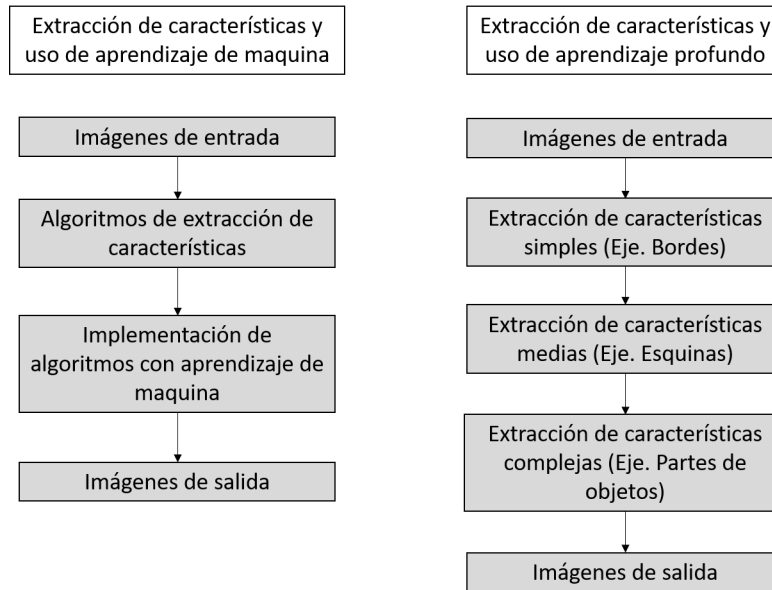 Extracción de características y
uso de aprendizaje de maquina
Imágenes de entrada
Algoritmos de extracción de
características
Implementación de
algoritmos con aprendizaje de
maquina
Imágenes de salida
Extracción de características y
uso de aprendizaje profundo
Imágenes de entrada
Extracción de características
simples (Eje. Bordes)
Extracción de características
medias (Eje. Esquinas)
Extracción de características
complejas (Eje. Partes de
objetos)
Imágenes de salida